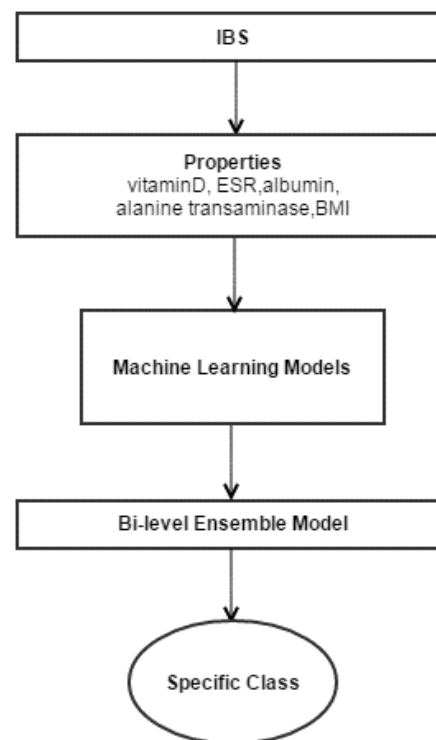 IBS
Properties
vitaminD, ESR,albumin,
alanine transaminase,BMI
Machine Learning Models
Bi-level Ensemble Model
Specific Class